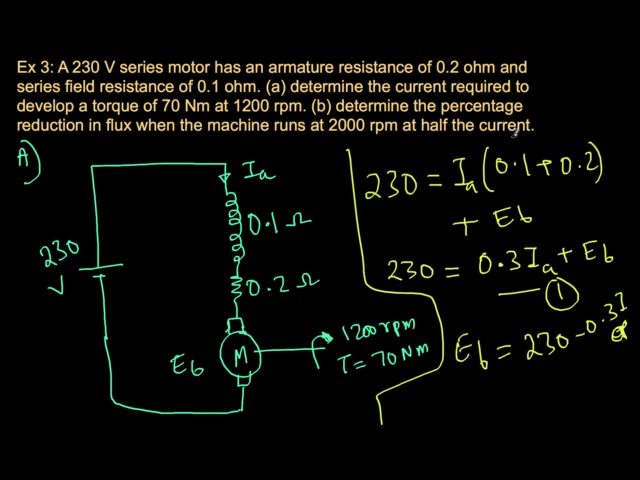 Ex 3: A 230 V series motor has an armature resistance of 0.2 ohm and
series field resistance of 0.1 ohm. (a) determine the current required to
develop a torque of 70 Nm at 1200 rpm. (b) determine the percentage
reduction in flux when the machine runs at 2000 rpm at half the current.
A)
Ia
0.1 Ω
0.2 Ω
230
V
M
Eb
1200 rpm
T = 70 Nm
230 = Ia (0.1 + 0.2)
+ Eb
230 = 0.3Ia + Eb
1
Eb = 230 - 0.3Ia